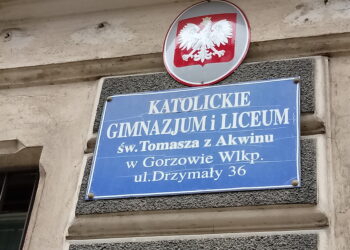 KATOLICKIE
GIMNAZJUM i LICEUM
św. Tomasza z Akwinu
w Gorzowie Wlkp.
ul.Drzymały 36